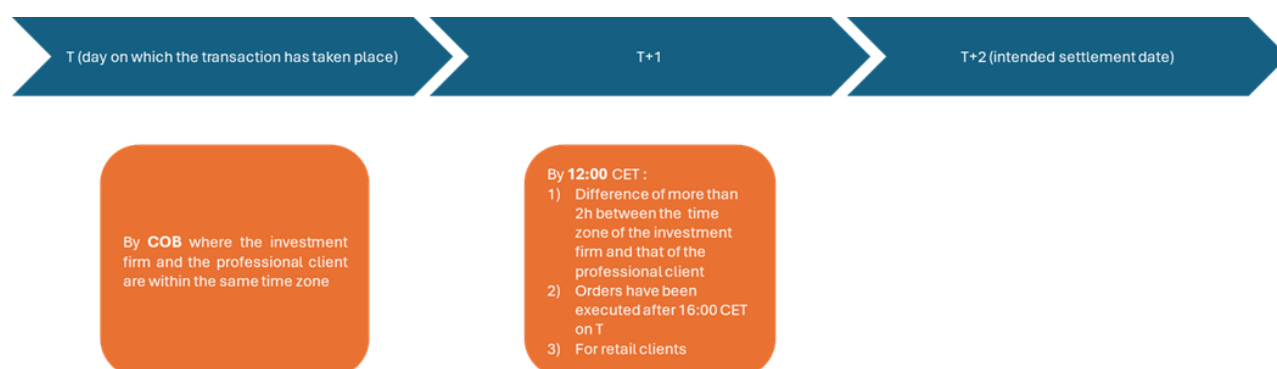 T (day on which the transaction has taken place)
T+1
T+2 (intended settlement date)
By COB where the investment
firm and the professional client
are within the same time zone
By 12:00 CET :
1) Difference of more than
2h between the time
zone of the investment
firm and that of the
professional client
2) Orders have been
executed after 16:00 CET
on T
3) For retail clients